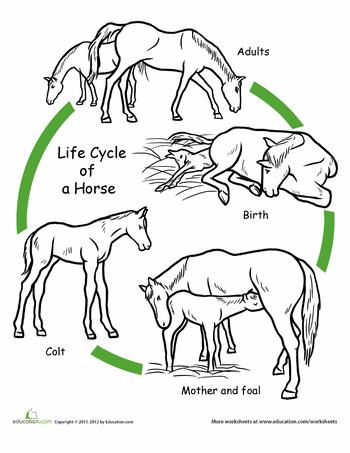 Adults
Life Cycle
of
a Horse
Birth
Colt
Mother and foal
education.com
Copyright © 2011-2012 by Education.com
More worksheets at www.education.com/worksheets